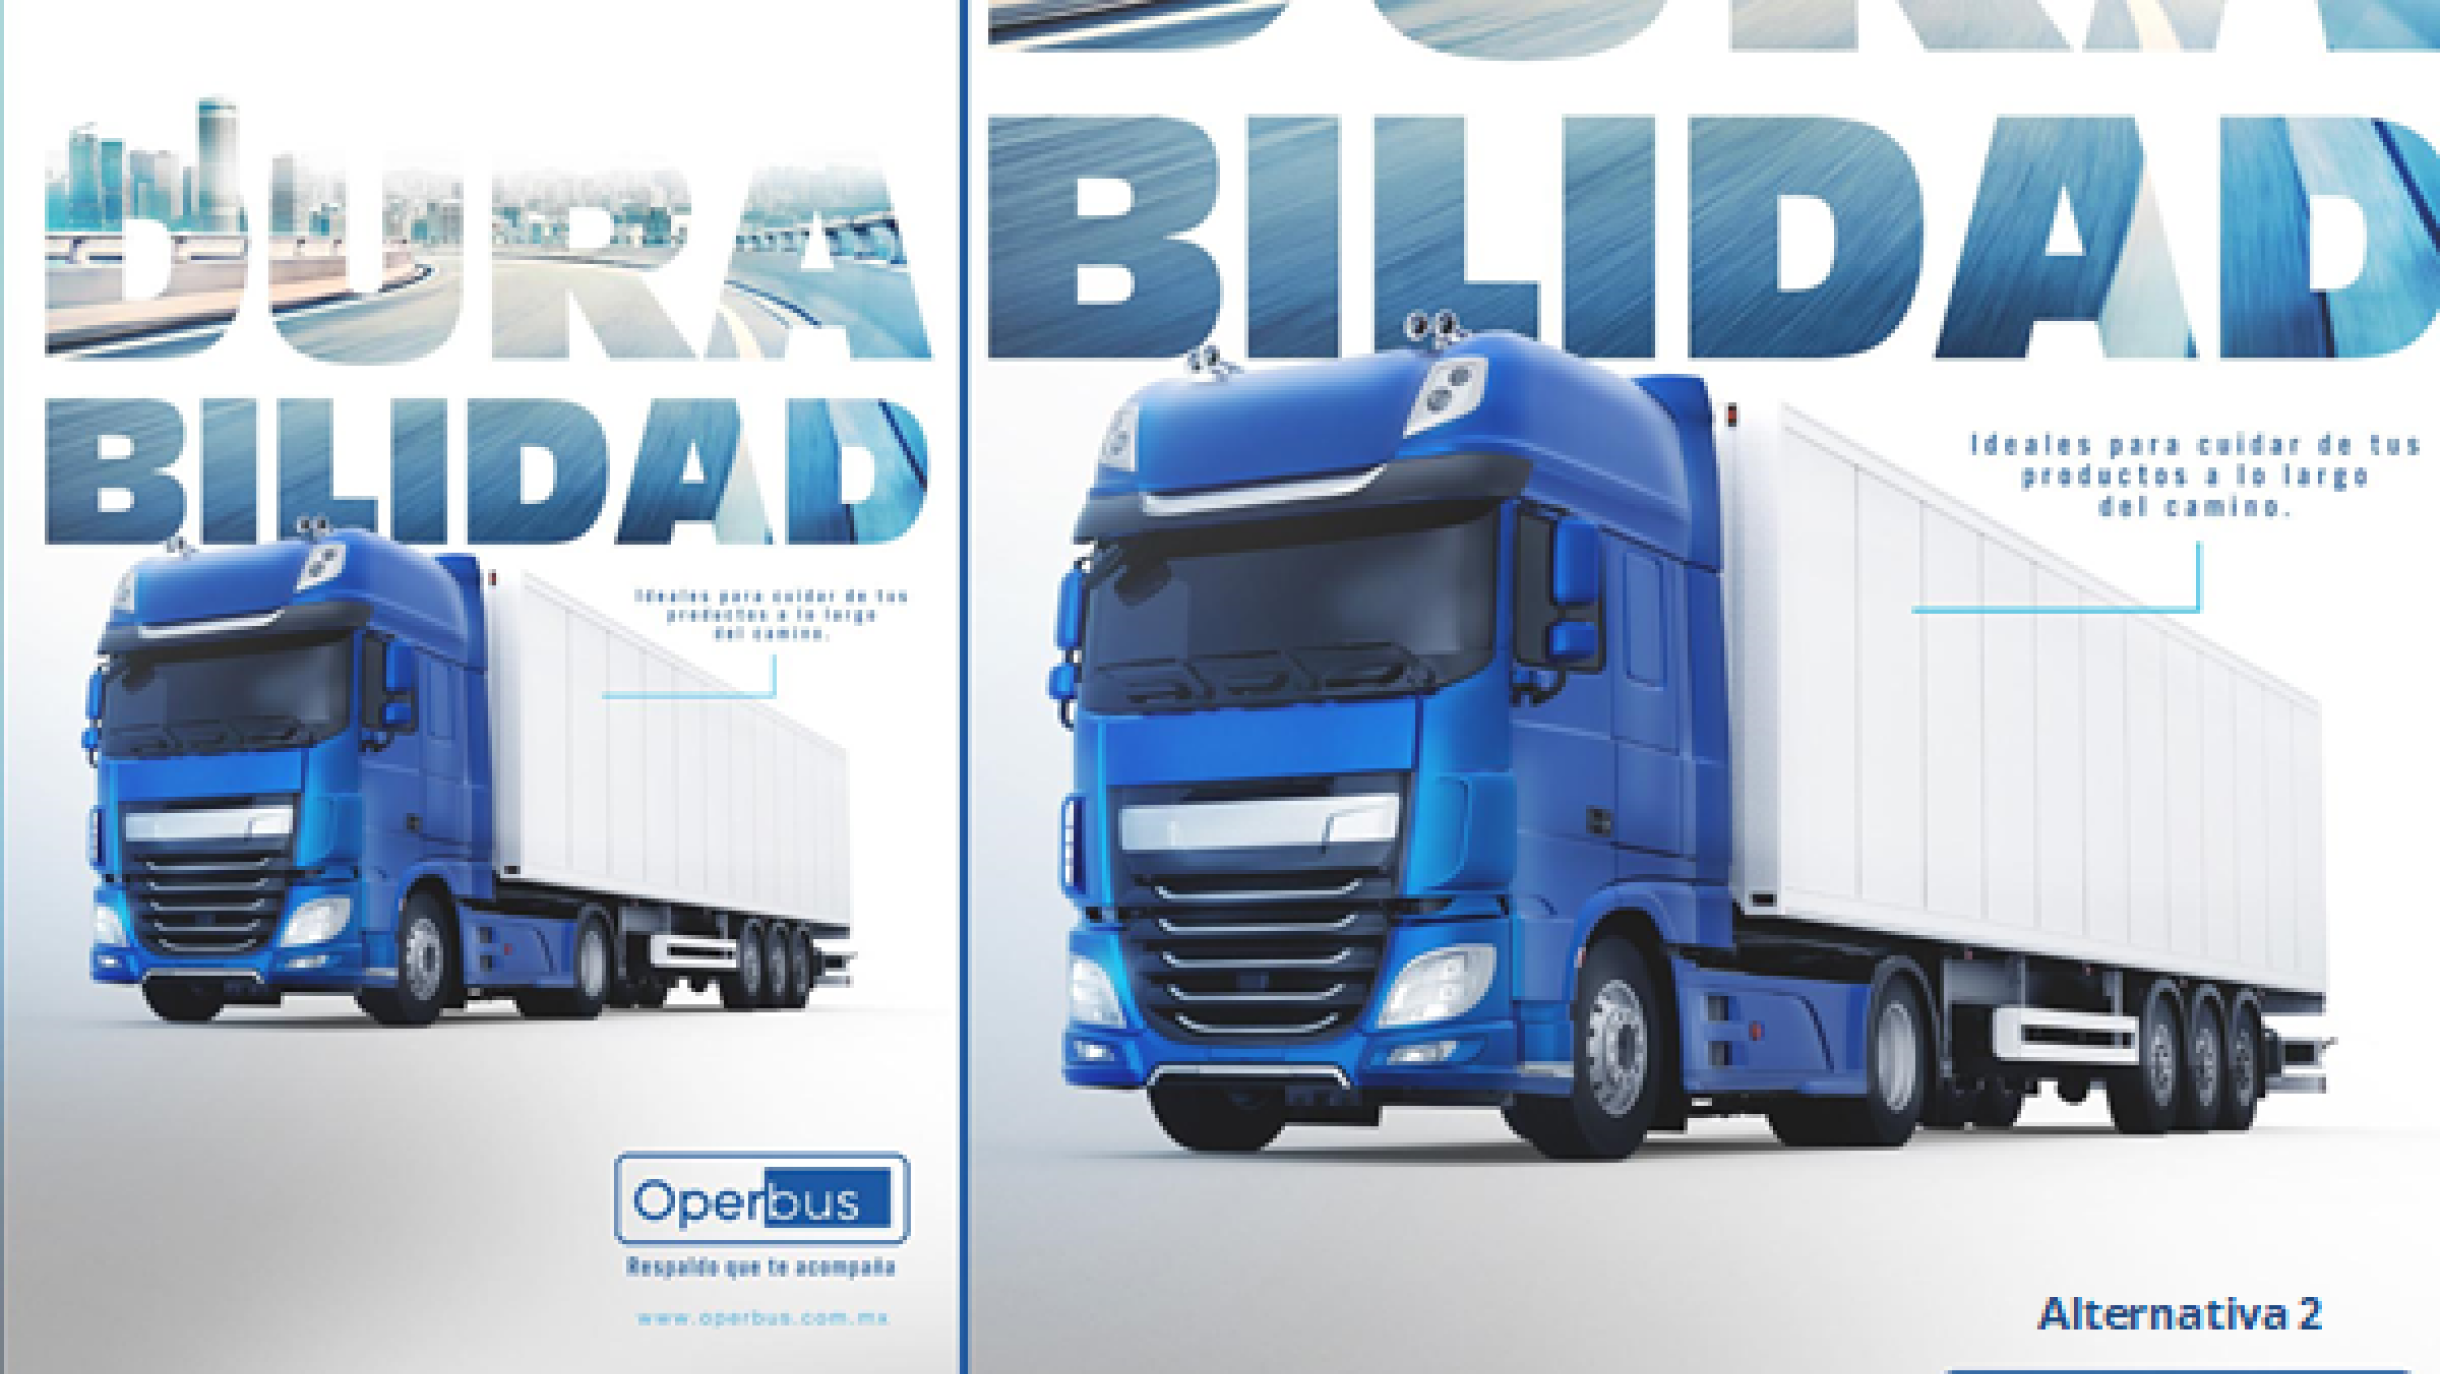 DURA
BILIDAD
Ideales para cuidar de tus
productos a lo largo
del camino.
Operbus
Respaldo que te acompaña
www.operbus.com.mx
DURA
BILIDAD
Ideales para cuidar de tus
productos a lo largo
del camino.
Alternativa 2